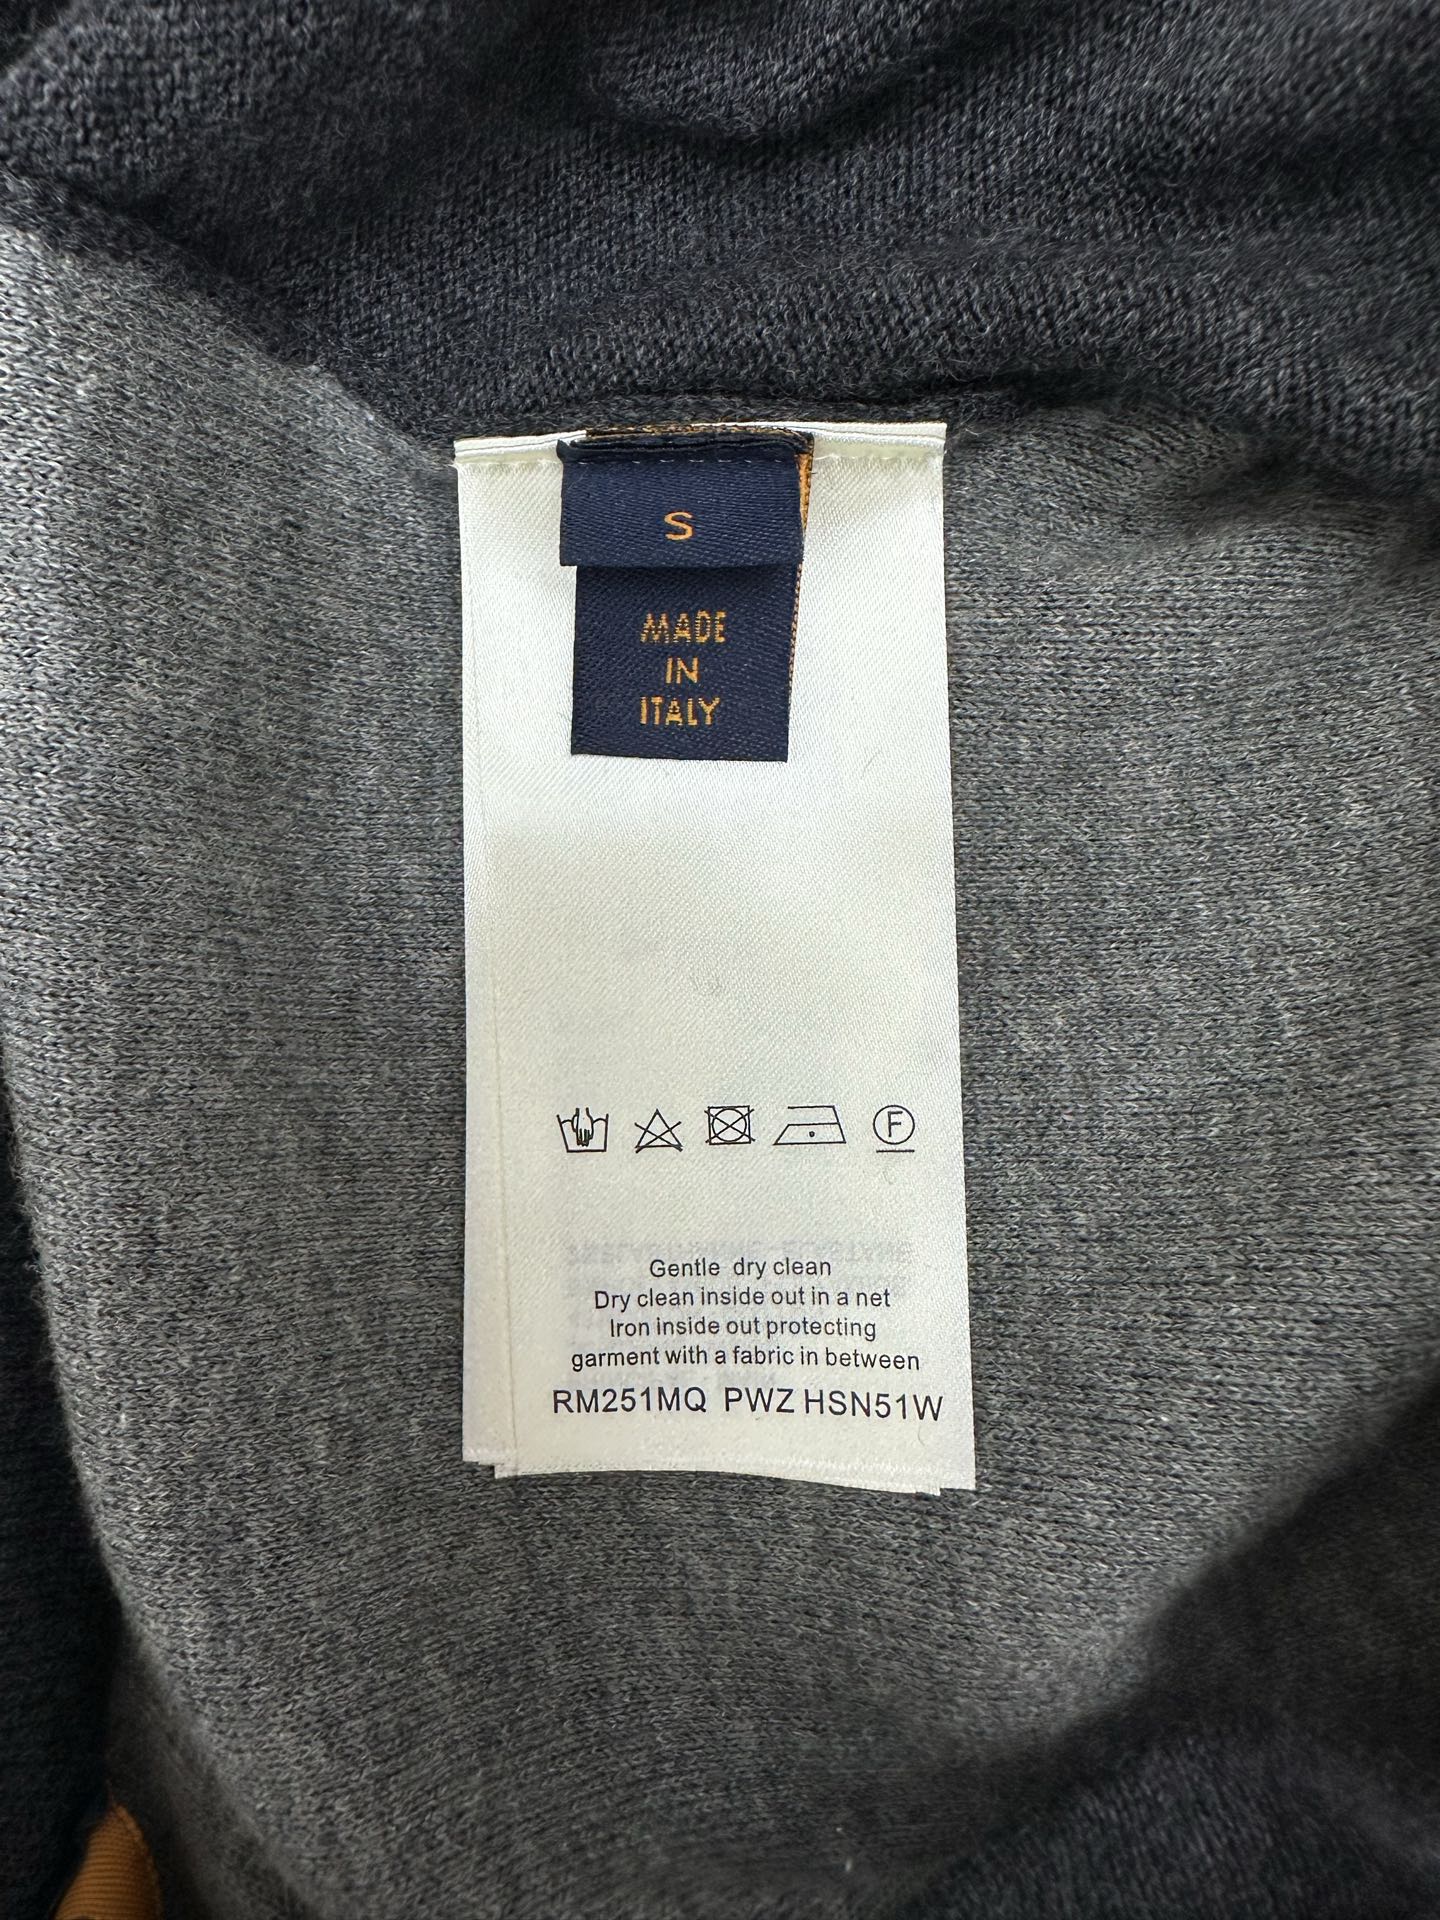 S
MADE
IN
ITALY
F
Gentle dry clean
Dry clean inside out in a net
Iron inside out protecting
garment with a fabric in between
RM251MQ PWZ HSN51W